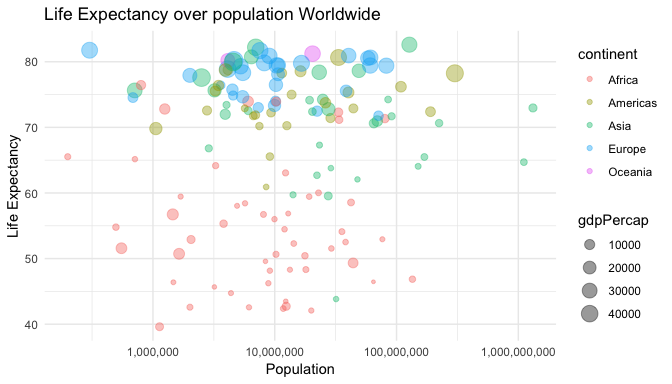 Life Expectancy over population Worldwide
Life Expectancy
80
70
60
50
40
1,000,000
10,000,000
100,000,000
1,000,000,000
Population
continent
Africa
Americas
Asia
Europe
Oceania
gdpPercap
10000
20000
30000
40000